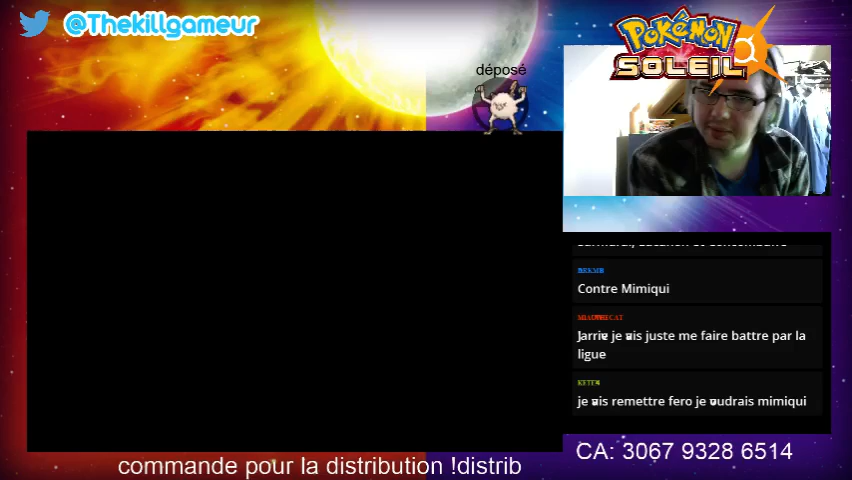 @Thekillgameur
POKéMON
SOLEIL
déposé
Contre Mimiqui
Jarrive je vais juste me faire battre par la
ligue
je vais remettre fero je voudrais mimiqui
CA: 3067 9328 6514
commande pour la distribution !distrib